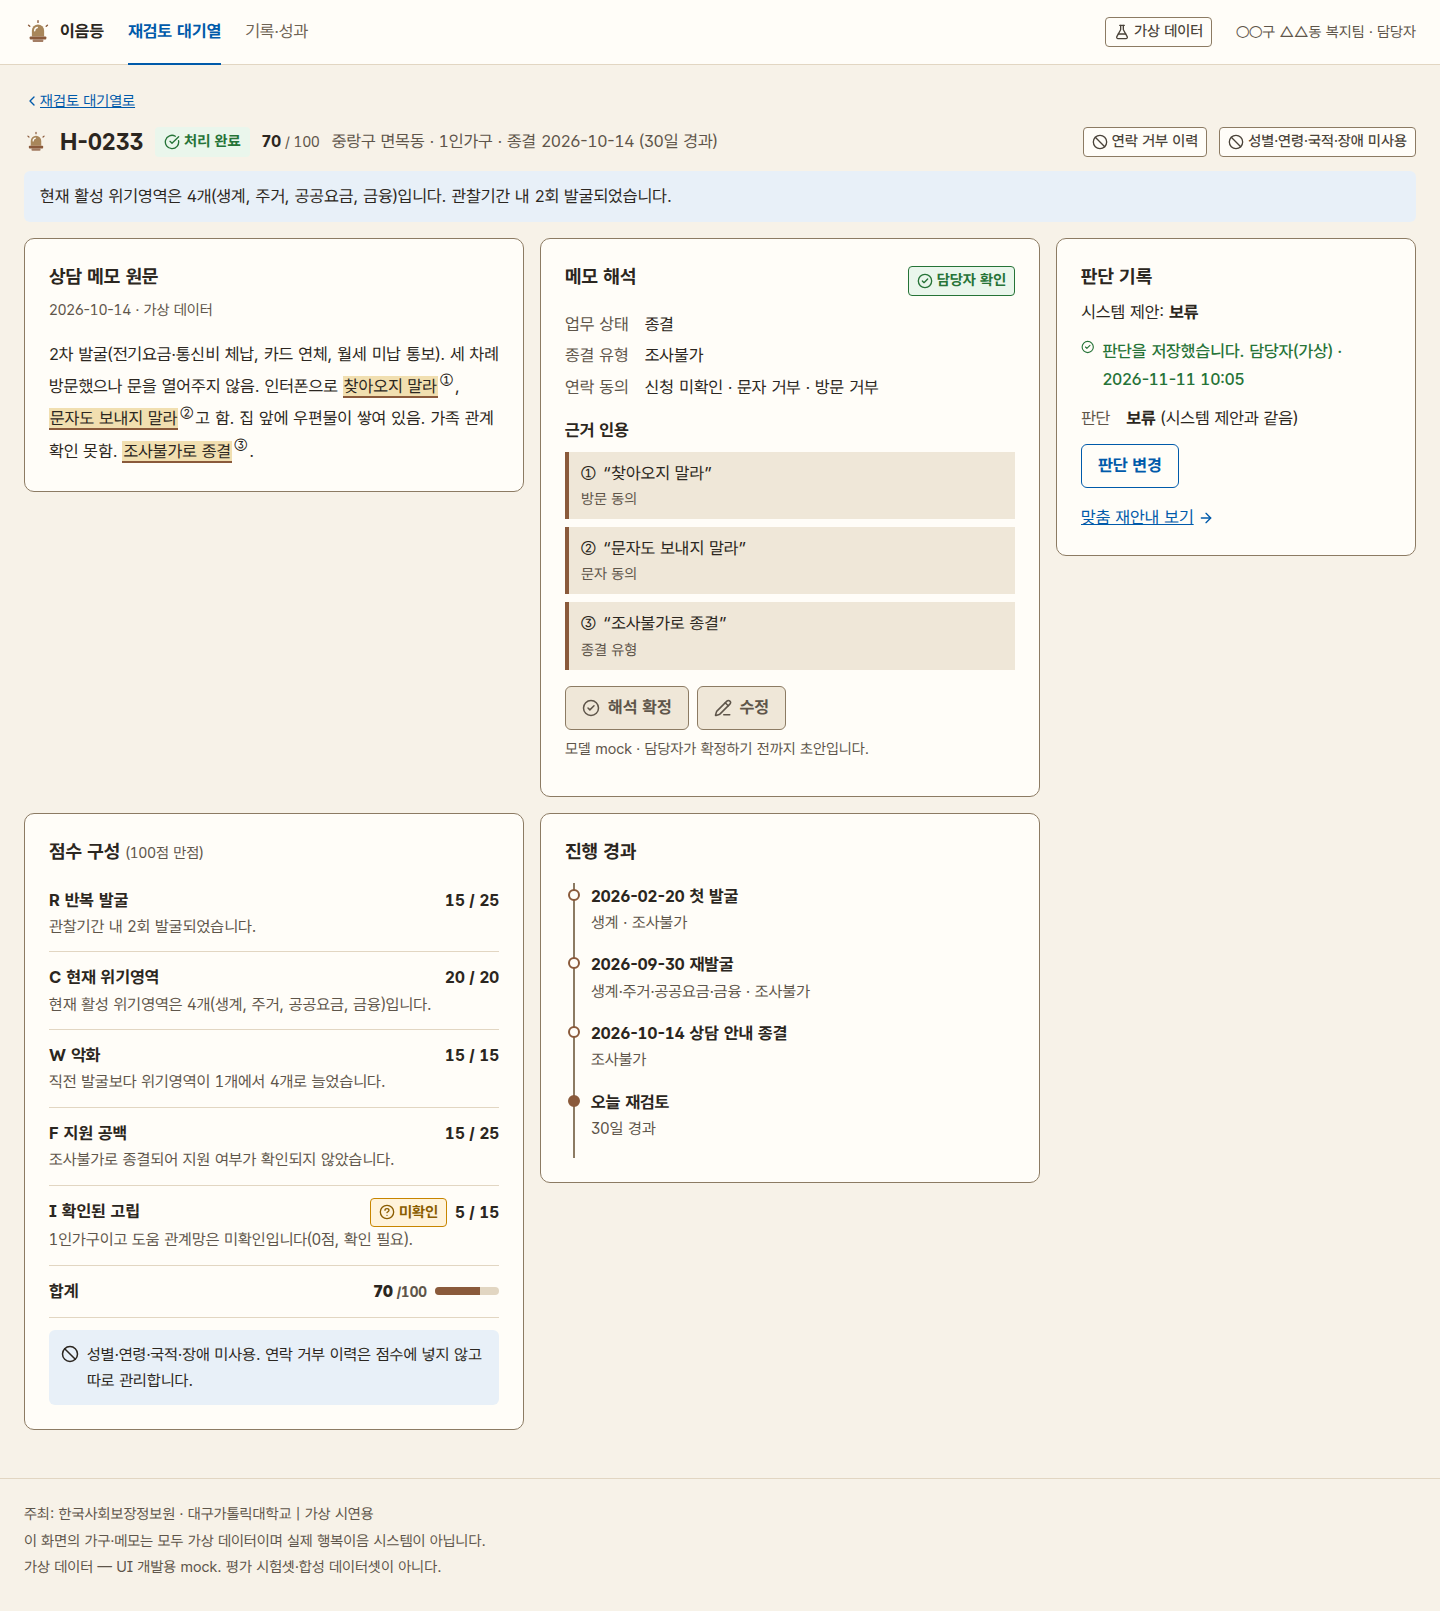 이음등
재검토 대기열
기록·성과
가상 데이터
○○구 △△동 복지팀 · 담당자
재검토 대기열로
H-0233
처리 완료
70 / 100
중랑구 면목동 · 1인가구 · 종결 2026-10-14 (30일 경과)
연락 거부 이력
성별·연령·국적·장애 미사용
현재 활성 위기영역은 4개(생계, 주거, 공공요금, 금융)입니다. 관찰기간 내 2회 발굴되었습니다.
상담 메모 원문
2026-10-14 · 가상 데이터
2차 발굴(전기요금·통신비 체납, 카드 연체, 월세 미납 통보). 세 차례
방문했으나 문을 열어주지 않음. 인터폰으로 찾아오지 말라①,
문자도 보내지 말라②고 함. 집 앞에 우편물이 쌓여 있음. 가족 관계
확인 못함. 조사불가로 종결③.
메모 해석
담당자 확인
업무 상태 종결
종결 유형 조사불가
연락 동의 신청 미확인 · 문자 거부 · 방문 거부
근거 인용
① “찾아오지 말라”
방문 동의
② “문자도 보내지 말라”
문자 동의
③ “조사불가로 종결”
종결 유형
해석 확정
수정
모델 mock · 담당자가 확정하기 전까지 초안입니다.
판단 기록
시스템 제안: 보류
판단을 저장했습니다. 담당자(가상) ·
2026-11-11 10:05
판단 보류 (시스템 제안과 같음)
판단 변경
맞춤 재안내 보기
점수 구성 (100점 만점)
R 반복 발굴 15 / 25
관찰기간 내 2회 발굴되었습니다.
C 현재 위기영역 20 / 20
현재 활성 위기영역은 4개(생계, 주거, 공공요금, 금융)입니다.
W 악화 15 / 15
직전 발굴보다 위기영역이 1개에서 4개로 늘었습니다.
F 지원 공백 15 / 25
조사불가로 종결되어 지원 여부가 확인되지 않았습니다.
I 확인된 고립 미확인 5 / 15
1인가구이고 도움 관계망은 미확인입니다(0점, 확인 필요).
합계 70 /100
성별·연령·국적·장애 미사용. 연락 거부 이력은 점수에 넣지 않고
따로 관리합니다.
진행 경과
2026-02-20 첫 발굴
생계 · 조사불가
2026-09-30 재발굴
생계·주거·공공요금·금융 · 조사불가
2026-10-14 상담 안내 종결
조사불가
오늘 재검토
30일 경과
주최: 한국사회보장정보원 · 대구가톨릭대학교 | 가상 시연용
이 화면의 가구·메모는 모두 가상 데이터이며 실제 행복이음 시스템이 아닙니다.
가상 데이터 — UI 개발용 mock. 평가 시험셋·합성 데이터셋이 아니다.